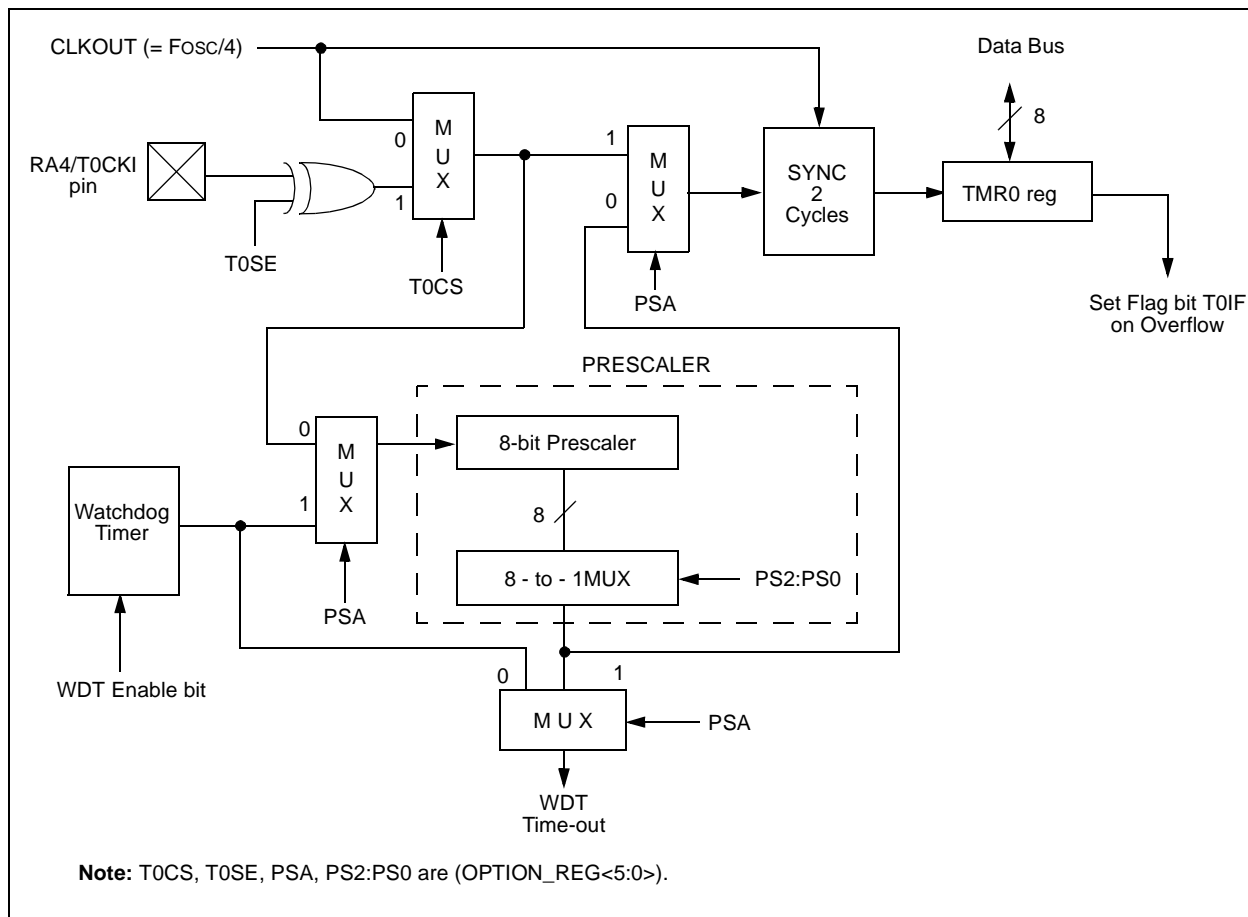 CLKOUT (= FOSC/4)
Data Bus
8
RA4/T0CKI
pin
T0SE
0
1
M
U
X
T0CS
1
0
M
U
X
PSA
SYNC
2
Cycles
TMR0 reg
Set Flag bit T0IF
on Overflow
PRESCALER
0
1
M
U
X
PSA
8-bit Prescaler
8
8 - to - 1MUX
PS2:PS0
Watchdog
Timer
WDT Enable bit
0
1
M U X
PSA
WDT
Time-out
Note: T0CS, T0SE, PSA, PS2:PS0 are (OPTION_REG<5:0>).